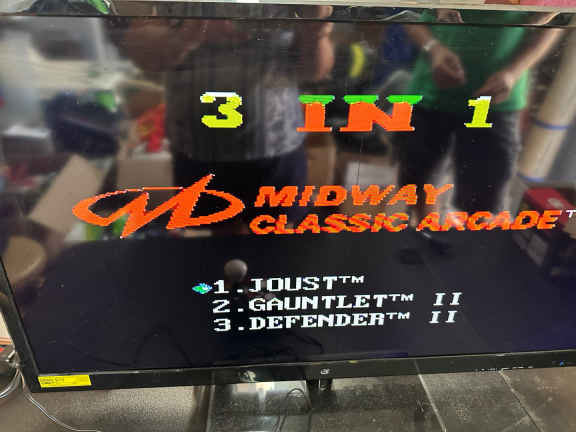 3 IN 1
MIDWAY
CLASSIC ARCADE™
1.JOUST™
2.GAUNTLET™ II
3.DEFENDER™ II